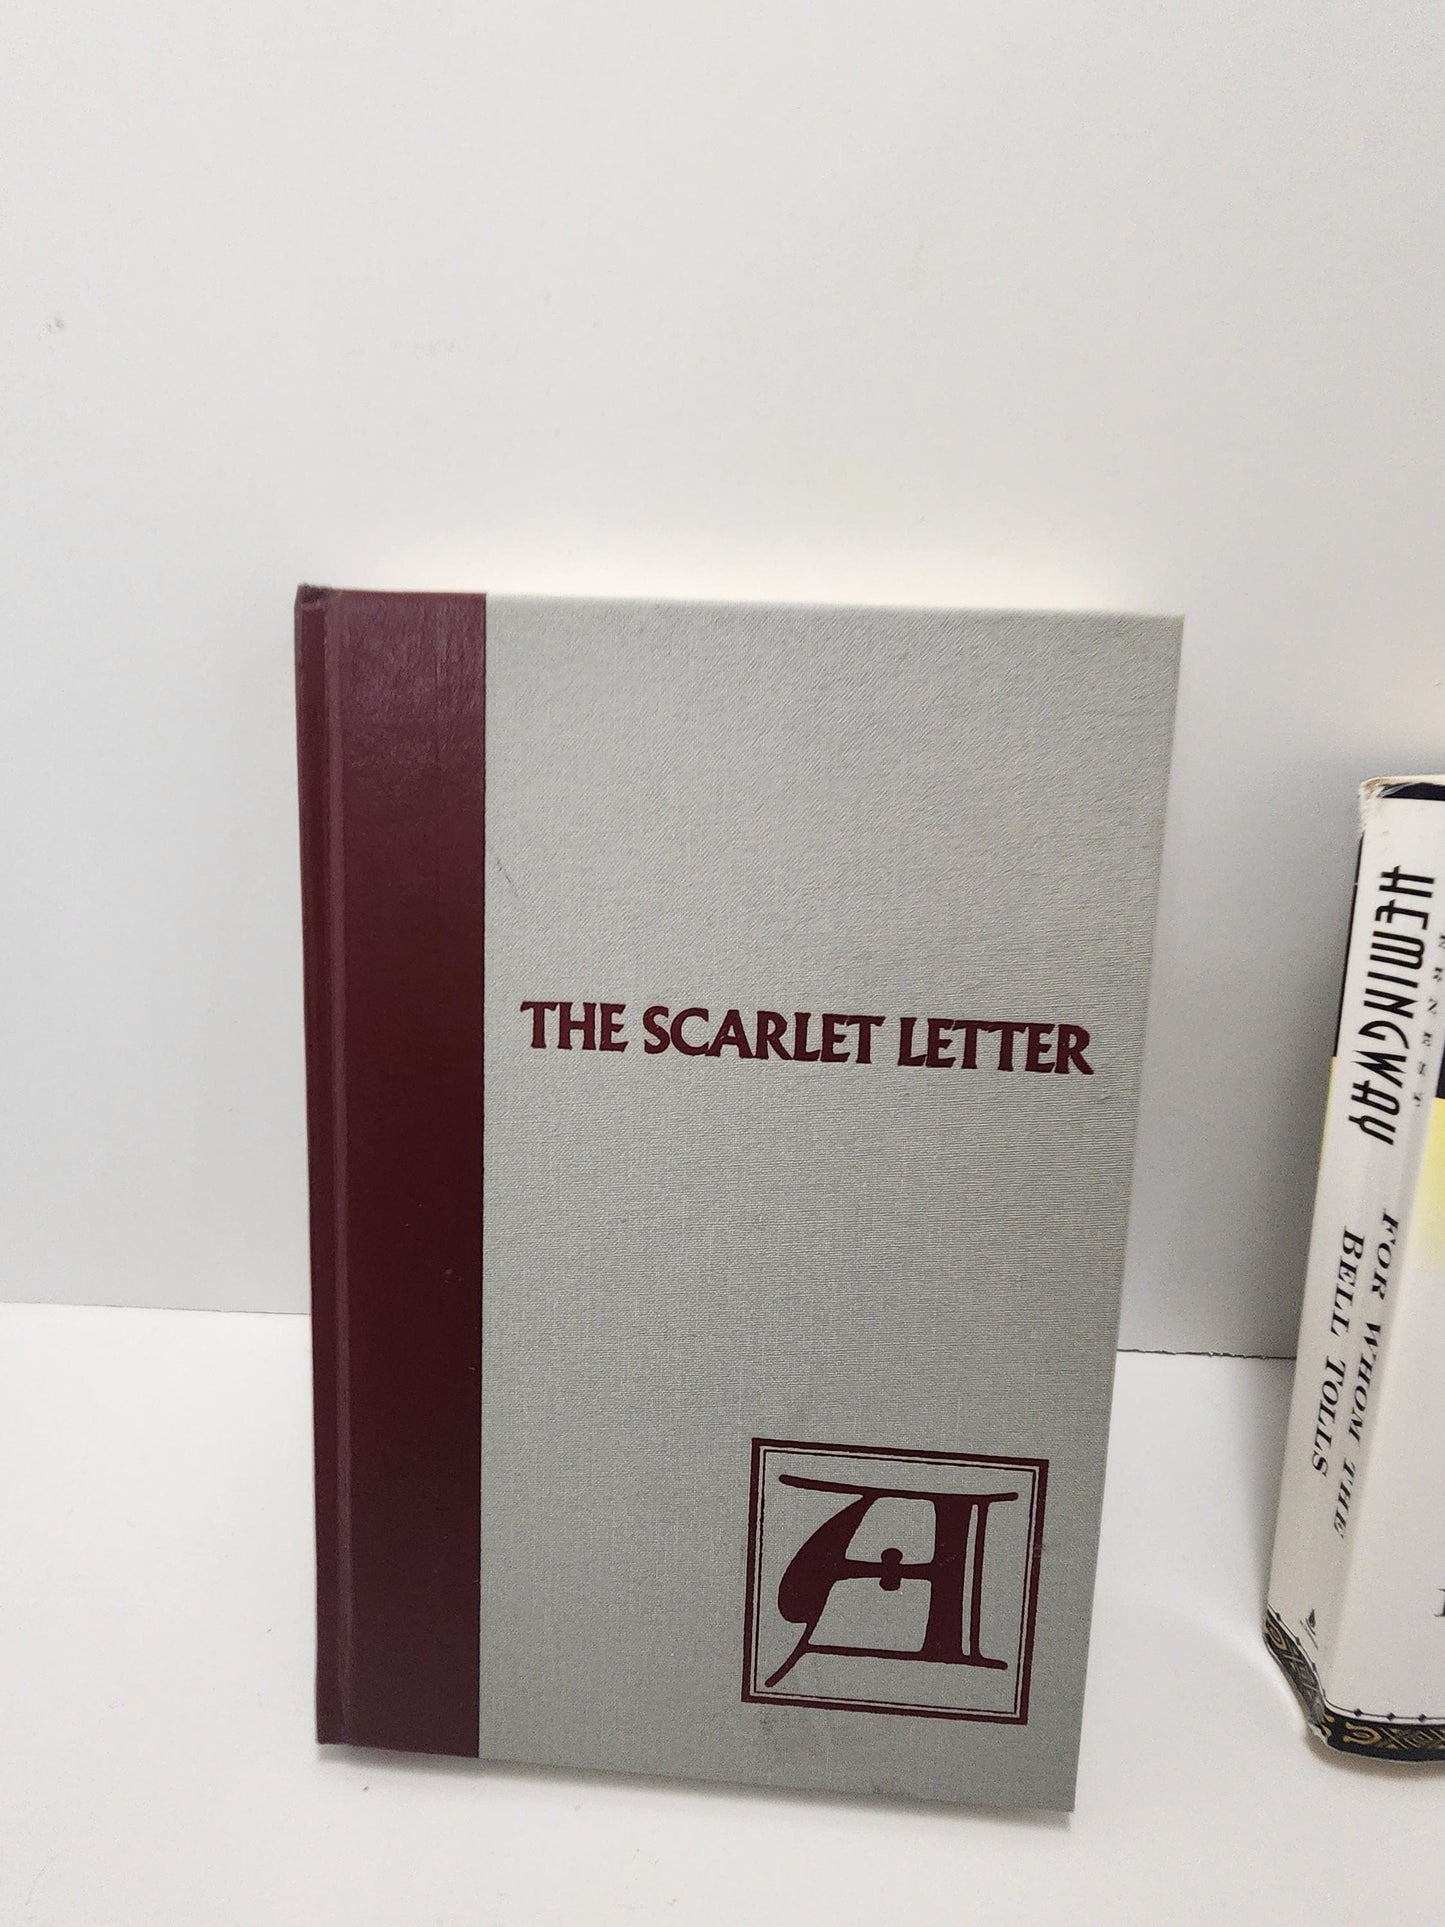 THE SCARLET LETTER
A
ERNEST
HEMINGWAY
FOR WHOM THE
BELL TOLLS